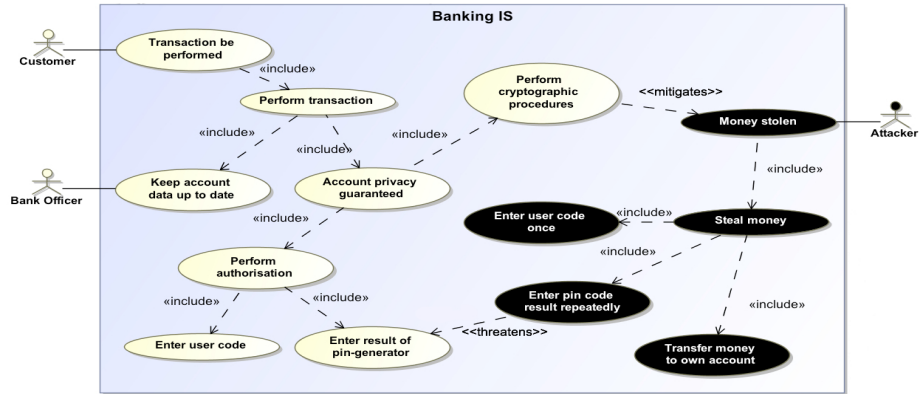 Banking IS
Transaction be
performed
Customer
«include»
Perform
cryptographic
procedures
<<mitigates>>
Perform transaction
Money stolen
Attacker
«include»
«include»
«include»
«include»
Keep account
data up to date
Account privacy
guaranteed
Bank Officer
Enter user code
once
«include»
Steal money
«include»
«include»
Perform
authorisation
Enter pin code
result repeatedly
«include»
«include»
«include»
<<threatens>>
Enter user code
Enter result of
pin-generator
Transfer money
to own account